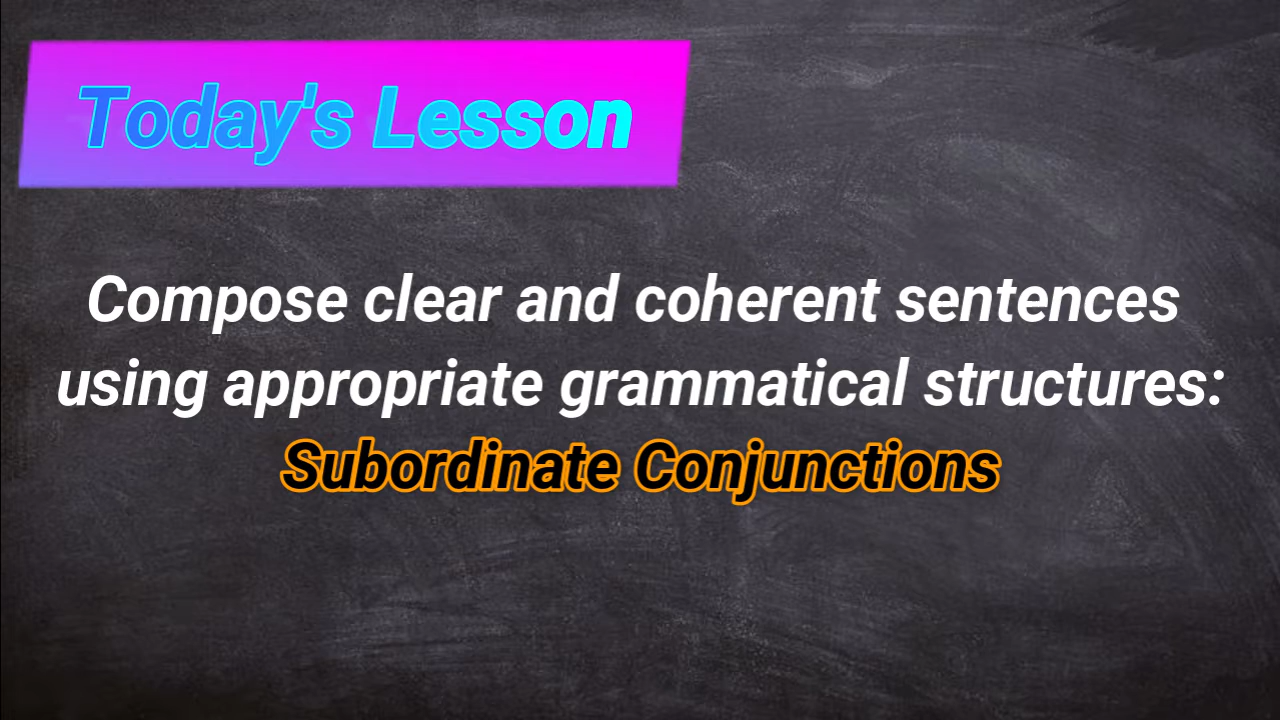 Today's Lesson
Compose clear and coherent sentences
using appropriate grammatical structures:
Subordinate Conjunctions